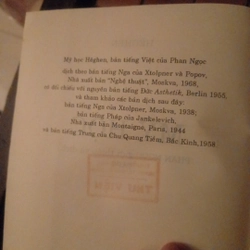 Mỹ học Hêghen, bản tiếng Việt của Phan Ngọc
dịch theo bản tiếng Nga của Xtolpner và Popov,
Nhà xuất bản "Nghệ thuật", Moskva, 1968,
có đối chiếu với nguyên bản tiếng Đức Ästhetik, Berlin 1955,
và tham khảo các bản dịch sau đây:
bản tiếng Nga của Xtolpner, Moskva, 1938;
bản tiếng Pháp của Jankelevich,
Nhà xuất bản Montaigne, Paris, 1944
và bản tiếng Trung của Chu Quang Tiềm, Bắc Kinh, 1958